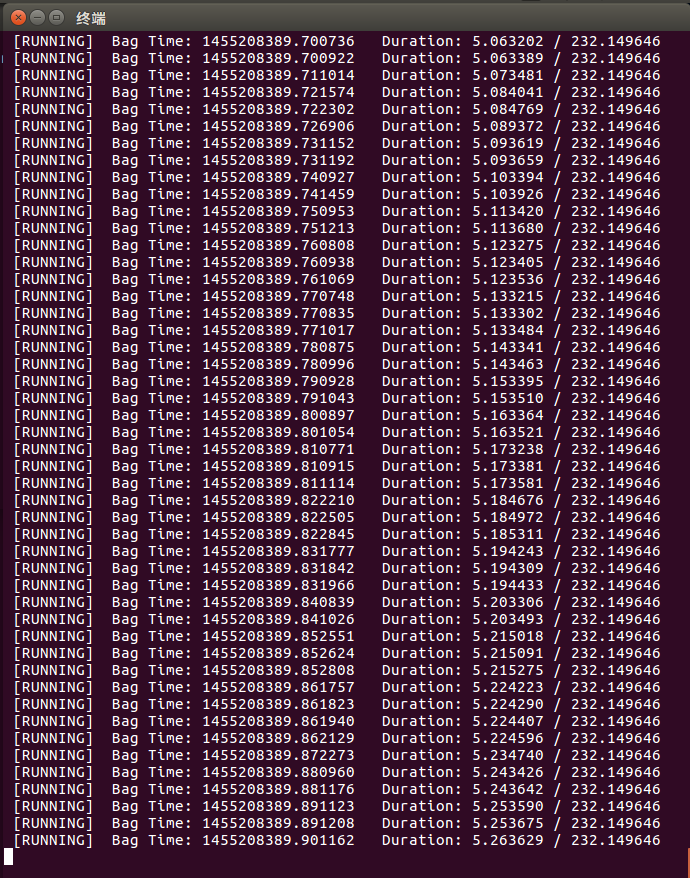 终端
[RUNNING]  Bag Time: 1455208389.700736   Duration: 5.063202 / 232.149646
[RUNNING]  Bag Time: 1455208389.700922   Duration: 5.063389 / 232.149646
[RUNNING]  Bag Time: 1455208389.711014   Duration: 5.073481 / 232.149646
[RUNNING]  Bag Time: 1455208389.721574   Duration: 5.084041 / 232.149646
[RUNNING]  Bag Time: 1455208389.722302   Duration: 5.084769 / 232.149646
[RUNNING]  Bag Time: 1455208389.726906   Duration: 5.089372 / 232.149646
[RUNNING]  Bag Time: 1455208389.731152   Duration: 5.093619 / 232.149646
[RUNNING]  Bag Time: 1455208389.731192   Duration: 5.093659 / 232.149646
[RUNNING]  Bag Time: 1455208389.740927   Duration: 5.103394 / 232.149646
[RUNNING]  Bag Time: 1455208389.741459   Duration: 5.103926 / 232.149646
[RUNNING]  Bag Time: 1455208389.750953   Duration: 5.113420 / 232.149646
[RUNNING]  Bag Time: 1455208389.751213   Duration: 5.113680 / 232.149646
[RUNNING]  Bag Time: 1455208389.760808   Duration: 5.123275 / 232.149646
[RUNNING]  Bag Time: 1455208389.760938   Duration: 5.123405 / 232.149646
[RUNNING]  Bag Time: 1455208389.761069   Duration: 5.123536 / 232.149646
[RUNNING]  Bag Time: 1455208389.770748   Duration: 5.133215 / 232.149646
[RUNNING]  Bag Time: 1455208389.770835   Duration: 5.133302 / 232.149646
[RUNNING]  Bag Time: 1455208389.771017   Duration: 5.133484 / 232.149646
[RUNNING]  Bag Time: 1455208389.780875   Duration: 5.143341 / 232.149646
[RUNNING]  Bag Time: 1455208389.780996   Duration: 5.143463 / 232.149646
[RUNNING]  Bag Time: 1455208389.790928   Duration: 5.153395 / 232.149646
[RUNNING]  Bag Time: 1455208389.791043   Duration: 5.153510 / 232.149646
[RUNNING]  Bag Time: 1455208389.800897   Duration: 5.163364 / 232.149646
[RUNNING]  Bag Time: 1455208389.801054   Duration: 5.163521 / 232.149646
[RUNNING]  Bag Time: 1455208389.810771   Duration: 5.173238 / 232.149646
[RUNNING]  Bag Time: 1455208389.810915   Duration: 5.173381 / 232.149646
[RUNNING]  Bag Time: 1455208389.811114   Duration: 5.173581 / 232.149646
[RUNNING]  Bag Time: 1455208389.822210   Duration: 5.184676 / 232.149646
[RUNNING]  Bag Time: 1455208389.822505   Duration: 5.184972 / 232.149646
[RUNNING]  Bag Time: 1455208389.822845   Duration: 5.185311 / 232.149646
[RUNNING]  Bag Time: 1455208389.831777   Duration: 5.194243 / 232.149646
[RUNNING]  Bag Time: 1455208389.831842   Duration: 5.194309 / 232.149646
[RUNNING]  Bag Time: 1455208389.831966   Duration: 5.194433 / 232.149646
[RUNNING]  Bag Time: 1455208389.840839   Duration: 5.203306 / 232.149646
[RUNNING]  Bag Time: 1455208389.841026   Duration: 5.203493 / 232.149646
[RUNNING]  Bag Time: 1455208389.852551   Duration: 5.215018 / 232.149646
[RUNNING]  Bag Time: 1455208389.852624   Duration: 5.215091 / 232.149646
[RUNNING]  Bag Time: 1455208389.852808   Duration: 5.215275 / 232.149646
[RUNNING]  Bag Time: 1455208389.861757   Duration: 5.224223 / 232.149646
[RUNNING]  Bag Time: 1455208389.861823   Duration: 5.224290 / 232.149646
[RUNNING]  Bag Time: 1455208389.861940   Duration: 5.224407 / 232.149646
[RUNNING]  Bag Time: 1455208389.862129   Duration: 5.224596 / 232.149646
[RUNNING]  Bag Time: 1455208389.872273   Duration: 5.234740 / 232.149646
[RUNNING]  Bag Time: 1455208389.880960   Duration: 5.243426 / 232.149646
[RUNNING]  Bag Time: 1455208389.881176   Duration: 5.243642 / 232.149646
[RUNNING]  Bag Time: 1455208389.891123   Duration: 5.253590 / 232.149646
[RUNNING]  Bag Time: 1455208389.891208   Duration: 5.253675 / 232.149646
[RUNNING]  Bag Time: 1455208389.901162   Duration: 5.263629 / 232.149646